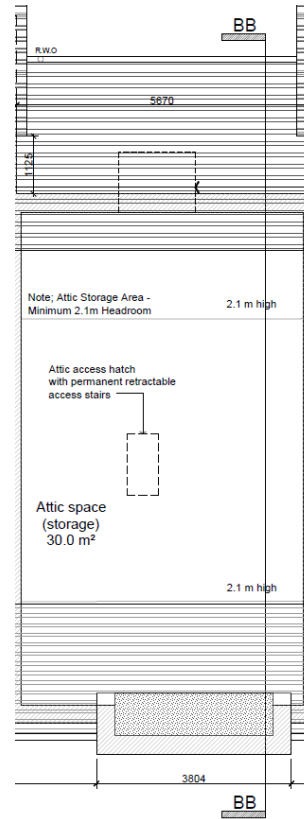 BB
R.W.O
5670
1125
Note; Attic Storage Area -
Minimum 2.1m Headroom
2.1 m high
Attic access hatch
with permanent retractable
access stairs
Attic space
(storage)
30.0 m²
2.1 m high
3804
BB